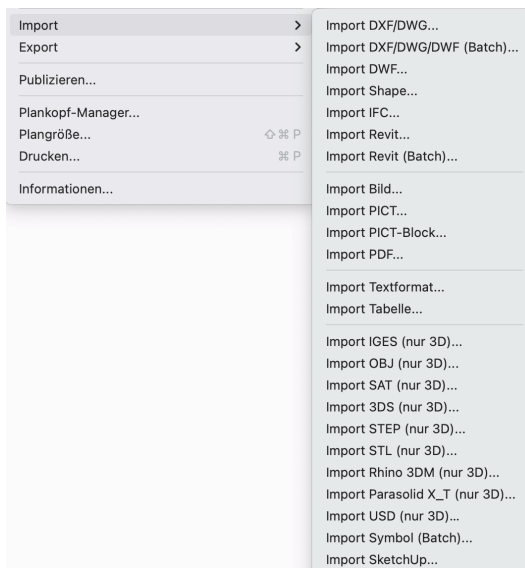 Import >
Export >
Publizieren...
Plankopf-Manager...
Plangröße... ⇧ ⌘ P
Drucken... ⌘ P
Informationen...
Import DXF/DWG...
Import DXF/DWG/DWF (Batch)...
Import DWF...
Import Shape...
Import IFC...
Import Revit...
Import Revit (Batch)...
Import Bild...
Import PICT...
Import PICT-Block...
Import PDF...
Import Textformat...
Import Tabelle...
Import IGES (nur 3D)...
Import OBJ (nur 3D)...
Import SAT (nur 3D)...
Import 3DS (nur 3D)...
Import STEP (nur 3D)...
Import STL (nur 3D)...
Import Rhino 3DM (nur 3D)...
Import Parasolid X_T (nur 3D)...
Import USD (nur 3D)...
Import Symbol (Batch)...
Import SketchUp...